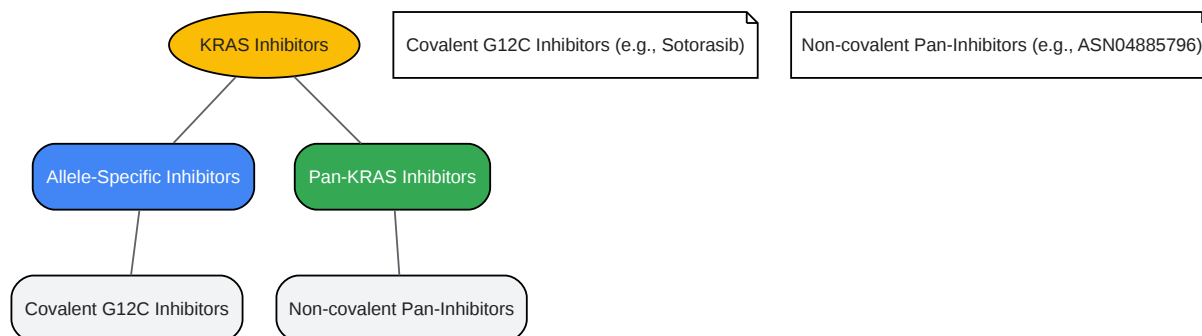 KRAS Inhibitors
Covalent G12C Inhibitors (e.g., Sotorasib)
Non-covalent Pan-Inhibitors (e.g., ASN04885796)
Allele-Specific Inhibitors
Pan-KRAS Inhibitors
Covalent G12C Inhibitors
Non-covalent Pan-Inhibitors